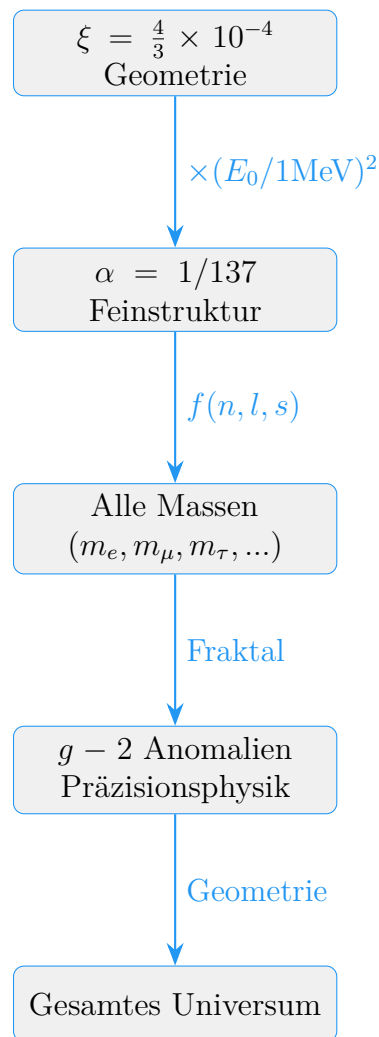 ξ = 4/3 × 10⁻⁴
Geometrie
×(E₀/1MeV)²
α = 1/137
Feinstruktur
f(n, l, s)
Alle Massen
(mₑ, m_μ, m_τ, ...)
Fraktal
g − 2 Anomalien
Präzisionsphysik
Geometrie
Gesamtes Universum